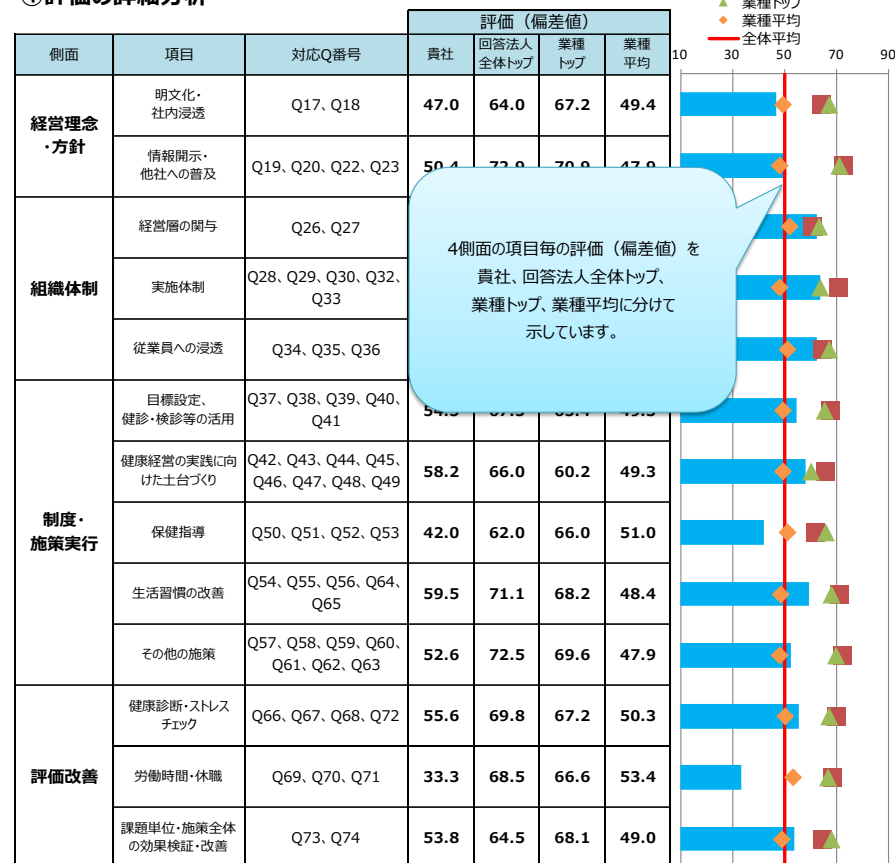 業種トップ
業種平均
全体平均
評価（偏差値）
側面 項目 対応Q番号 貴社 回答法人全体トップ 業種トップ 業種平均
10 30 50 70 90
経営理念・方針
明文化・社内浸透 Q17、Q18 47.0 64.0 67.2 49.4
情報開示・他社への普及 Q19、Q20、Q22、Q23
組織体制
経営層の関与 Q26、Q27
実施体制 Q28、Q29、Q30、Q32、Q33
従業員への浸透 Q34、Q35、Q36
4側面の項目毎の評価（偏差値）を
貴社、回答法人全体トップ、
業種トップ、業種平均に分けて
示しています。
制度・施策実行
目標設定、健診・検診等の活用 Q37、Q38、Q39、Q40、Q41
健康経営の実践に向けた土台づくり Q42、Q43、Q44、Q45、Q46、Q47、Q48、Q49 58.2 66.0 60.2 49.3
保健指導 Q50、Q51、Q52、Q53 42.0 62.0 66.0 51.0
生活習慣の改善 Q54、Q55、Q56、Q64、Q65 59.5 71.1 68.2 48.4
その他の施策 Q57、Q58、Q59、Q60、Q61、Q62、Q63 52.6 72.5 69.6 47.9
評価改善
健康診断・ストレスチェック Q66、Q67、Q68、Q72 55.6 69.8 67.2 50.3
労働時間・休職 Q69、Q70、Q71 33.3 68.5 66.6 53.4
課題単位・施策全体の効果検証・改善 Q73、Q74 53.8 64.5 68.1 49.0